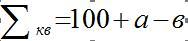 ∑ кв =100+а−в